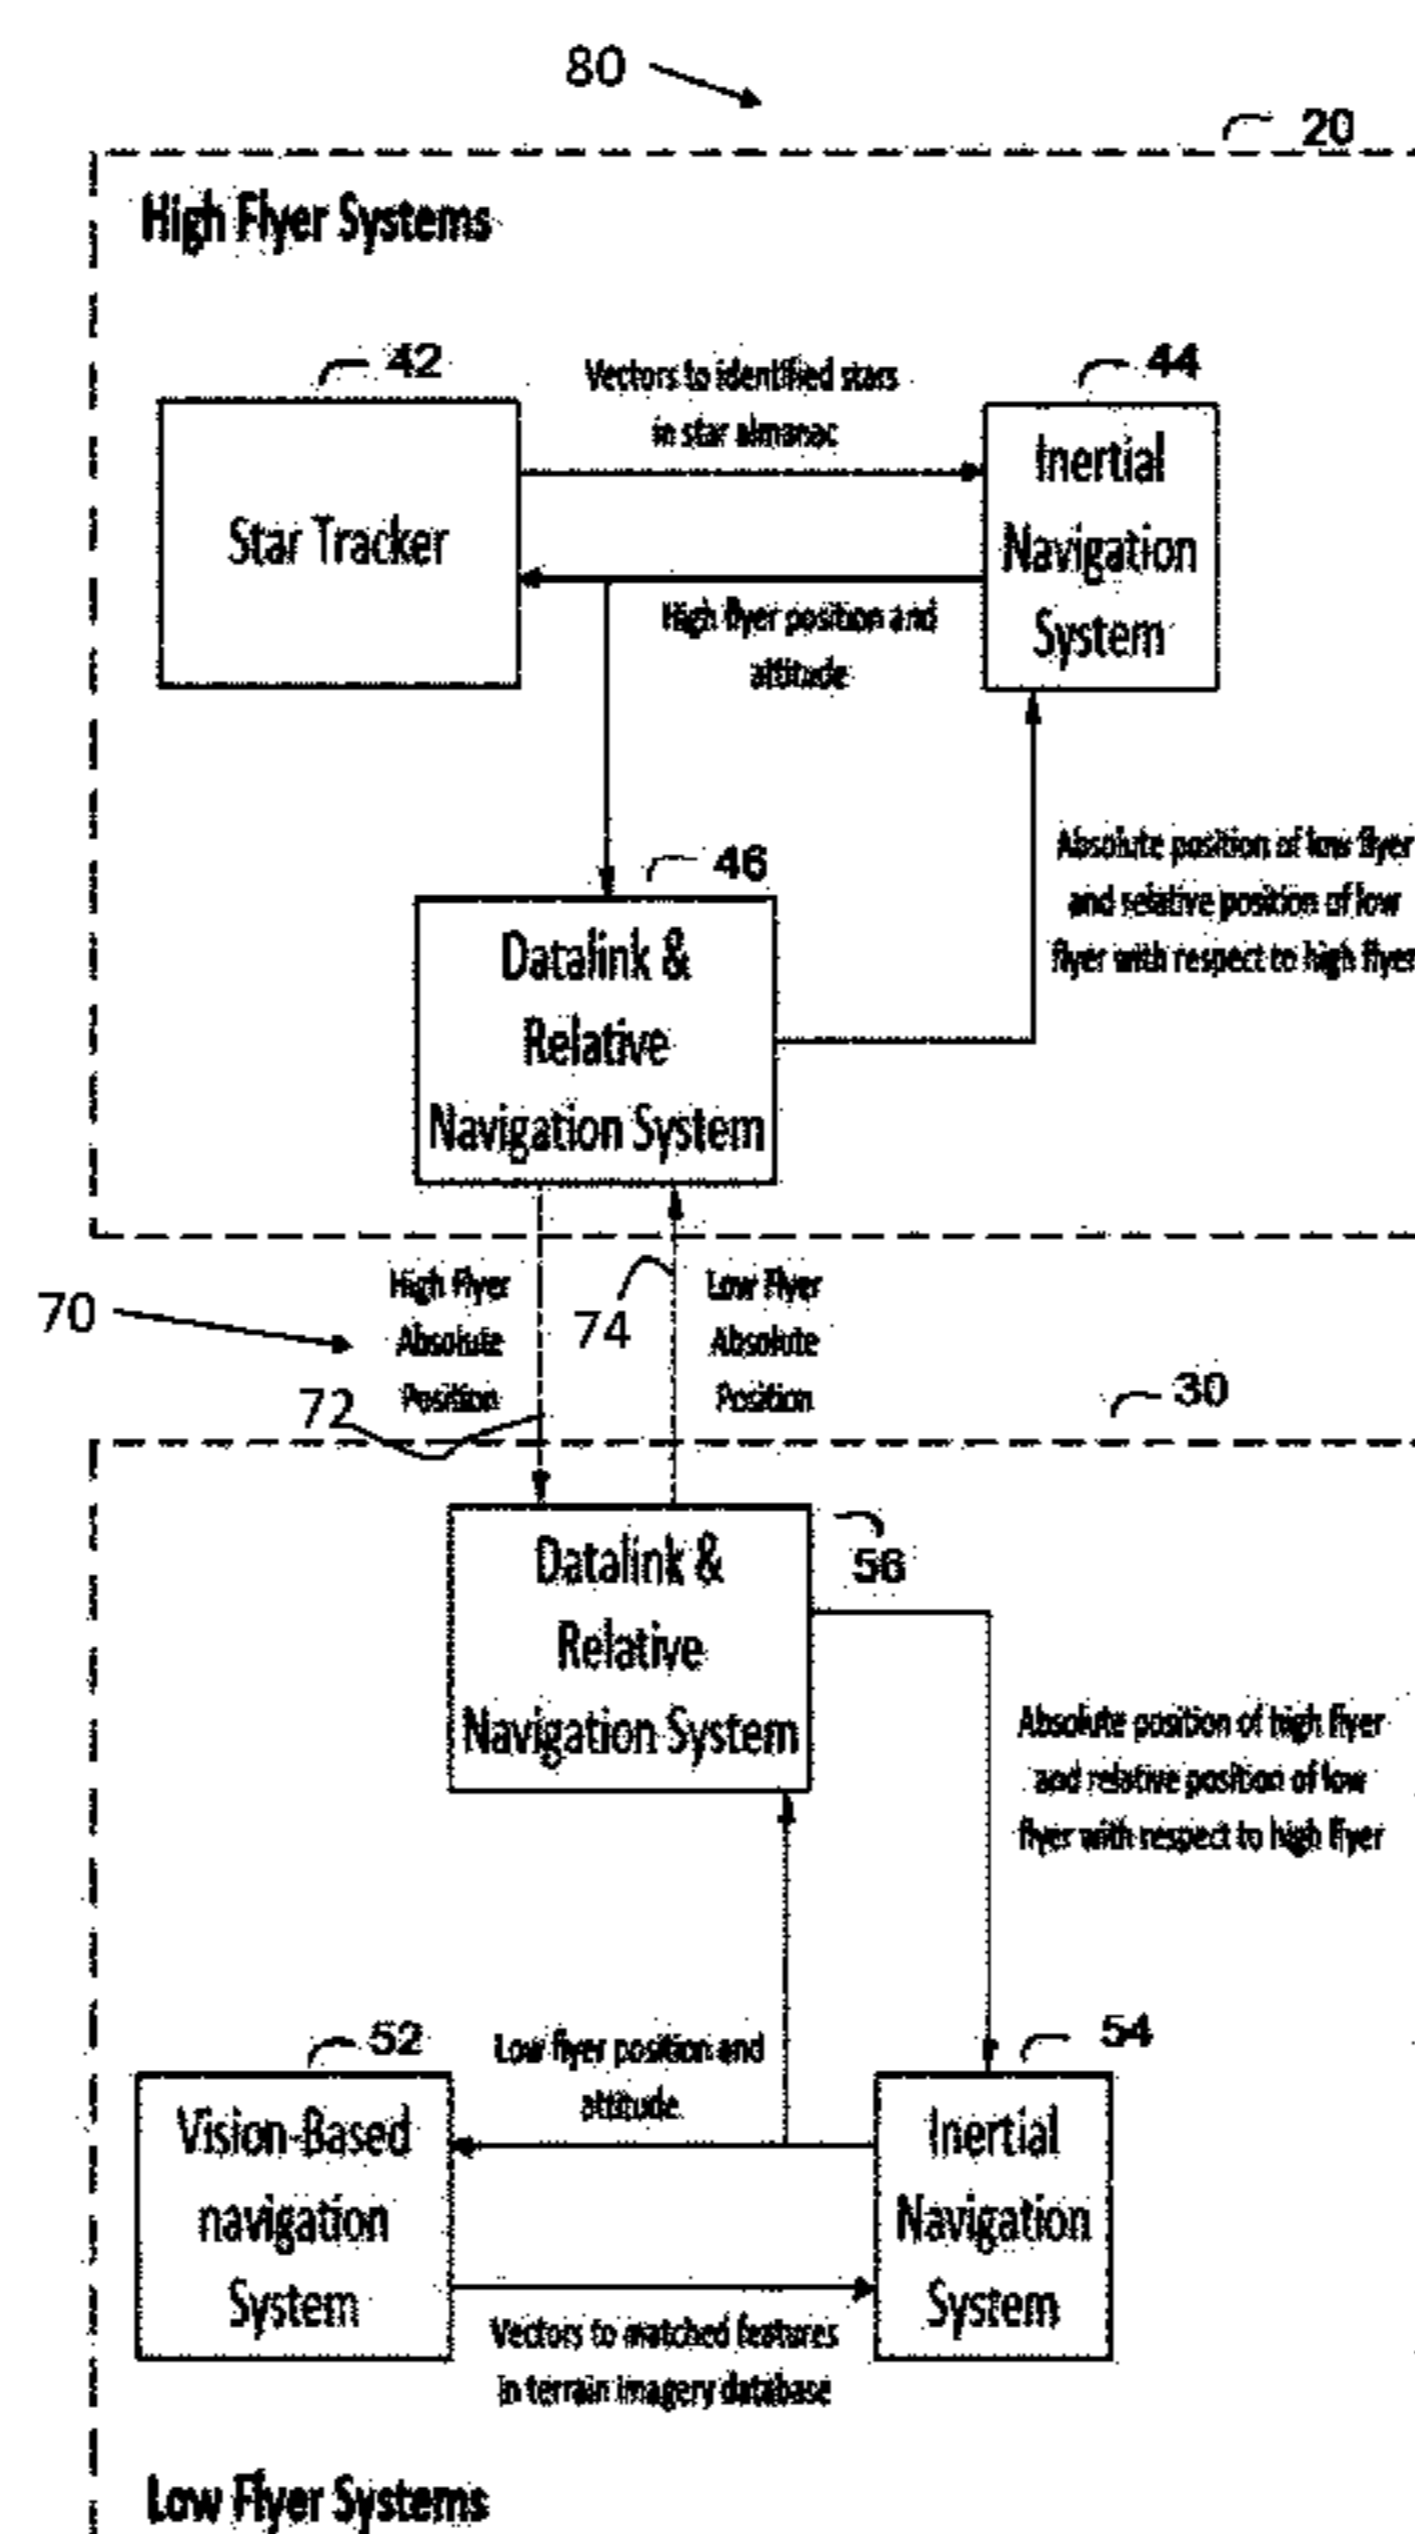 80
20
High Flyer Systems
42
Vectors to identified stars
in star almanac
44
Star Tracker
Inertial
Navigation
System
High flyer position and
attitude
46
Datalink &
Relative
Navigation System
Absolute position of low flyer
and relative position of low
flyer with respect to high flyer
70
High Flyer
Absolute
Position
72
74
Low Flyer
Absolute
Position
30
Datalink &
Relative
Navigation System
56
Absolute position of high flyer
and relative position of low
flyer with respect to high flyer
52
Low flyer position and
attitude
54
Vision-Based
navigation
System
Inertial
Navigation
System
Vectors to matched features
in terrain imagery database
Low Flyer Systems